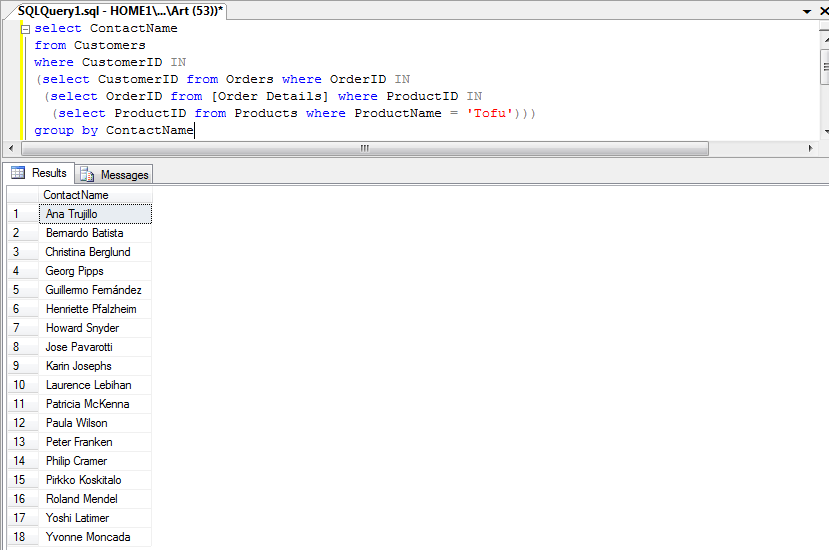 SQLQuery1.sql - HOME1\...\Art (53))*
select ContactName
from Customers
where CustomerID IN
(select CustomerID from Orders where OrderID IN
(select OrderID from [Order Details] where ProductID IN
(select ProductID from Products where ProductName = 'Tofu')))
group by ContactName
Results Messages
ContactName
1 Ana Trujillo
2 Bernardo Batista
3 Christina Berglund
4 Georg Pipps
5 Guillermo Fernández
6 Henriette Pfalzheim
7 Howard Snyder
8 Jose Pavarotti
9 Karin Josephs
10 Laurence Lebihan
11 Patricia McKenna
12 Paula Wilson
13 Peter Franken
14 Philip Cramer
15 Pirkko Koskitalo
16 Roland Mendel
17 Yoshi Latimer
18 Yvonne Moncada